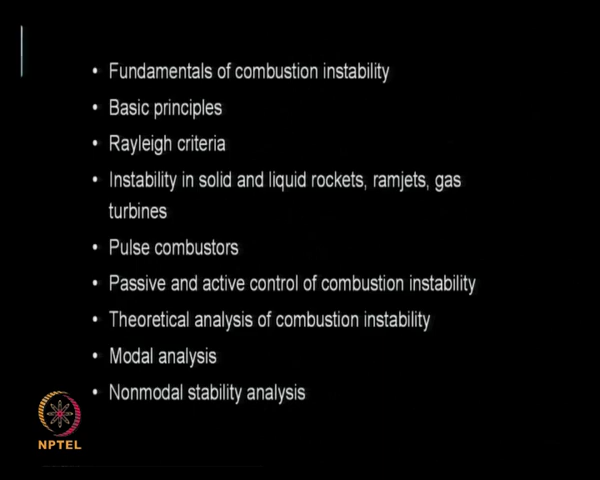 • Fundamentals of combustion instability
• Basic principles
• Rayleigh criteria
• Instability in solid and liquid rockets, ramjets, gas
turbines
• Pulse combustors
• Passive and active control of combustion instability
• Theoretical analysis of combustion instability
• Modal analysis
• Nonmodal stability analysis
NPTEL